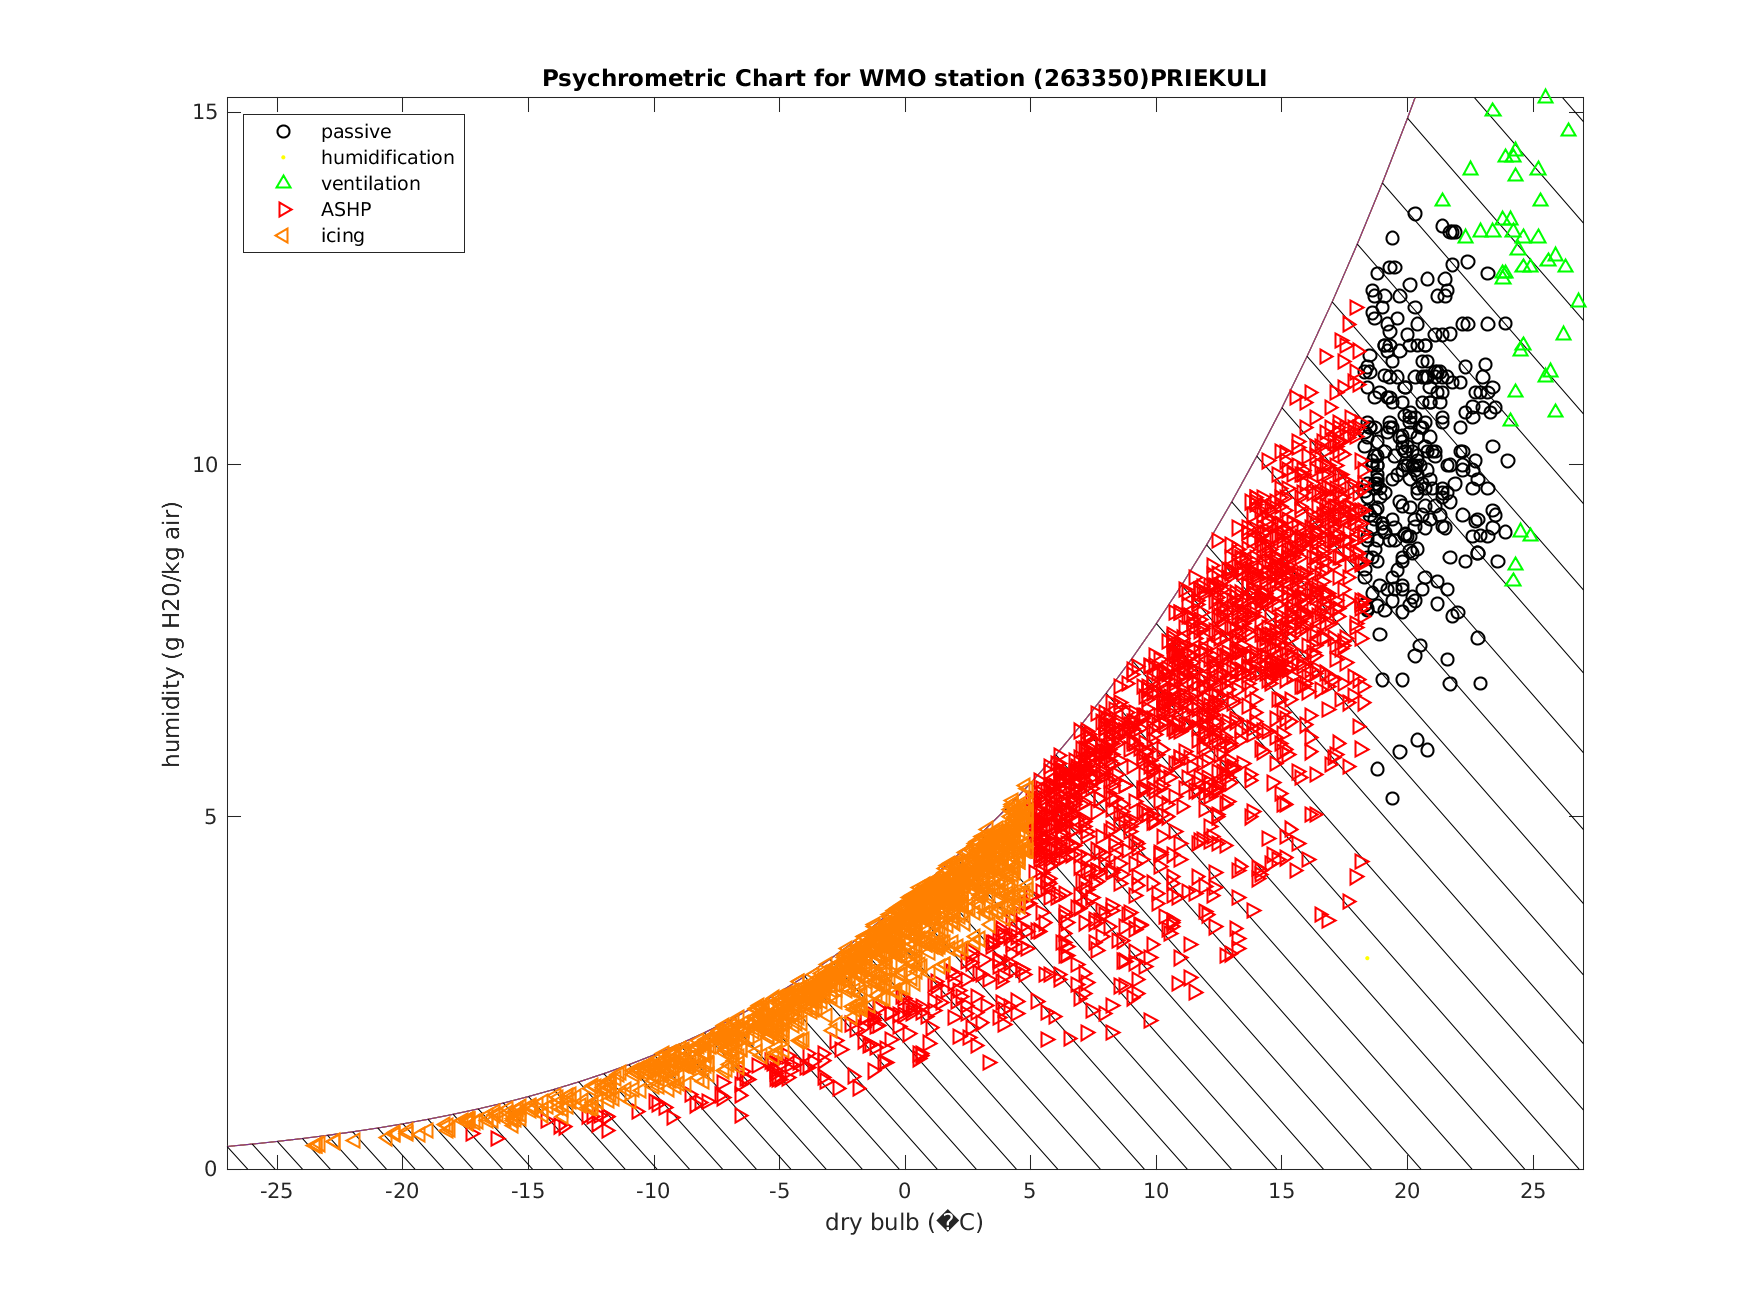 Psychrometric Chart for WMO station (263350)PRIEKULI
passive
humidification
ventilation
ASHP
icing
humidity (g H20/kg air)
15
10
5
0
-25 -20 -15 -10 -5 0 5 10 15 20 25
dry bulb (�C)